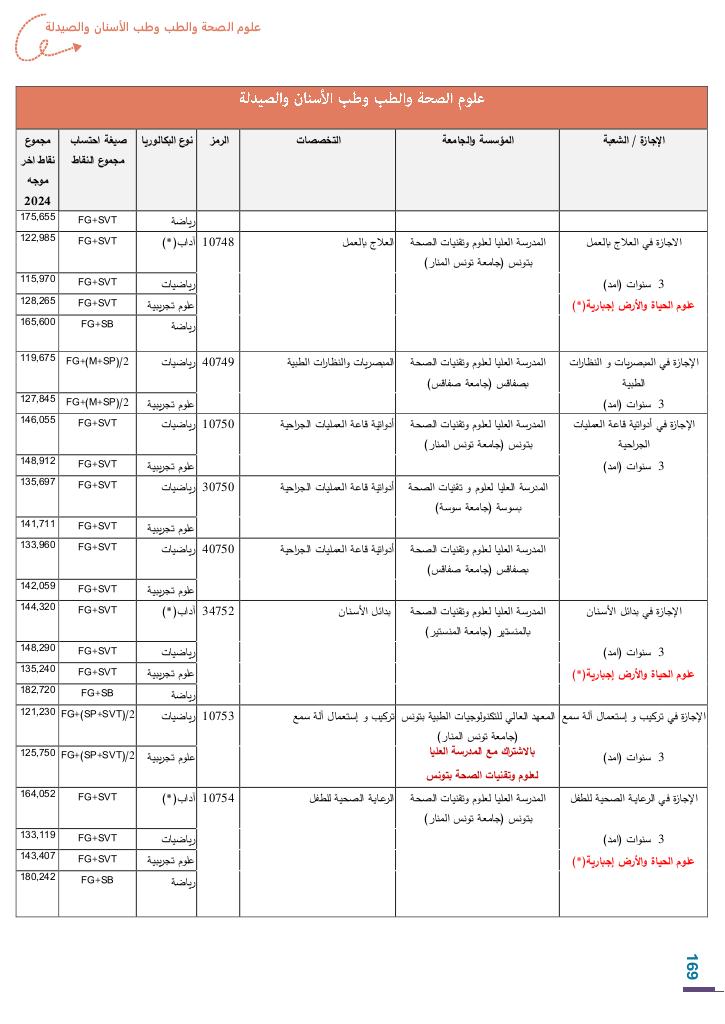 علوم الصحة والطب وطب الأسنان والصيدلة
علوم الصحة والطب وطب الأسنان والصيدلة
الإجازة / الشعبة | المؤسسة والجامعة | التخصصات | الرمز | نوع البكالوريا | صيغة احتساب مجموع النقاط | مجموع نقاط اخر موجه 2024
رياضة | FG+SVT | 175,655
الاجازة في العلاج بالعمل | المدرسة العليا لعلوم وتقنيات الصحة بتونس (جامعة تونس المنار) | العلاج بالعمل | 10748 | آداب(*) | FG+SVT | 122,985
3 سنوات (امد) | رياضيات | FG+SVT | 115,970
علوم الحياة والأرض إجبارية(*) | علوم تجريبية | FG+SVT | 128,265
رياضة | FG+SB | 165,600
الإجازة في المبصريات و النظارات الطبية | المدرسة العليا لعلوم وتقنيات الصحة بصفاقس (جامعة صفاقس) | المبصريات والنظارات الطبية | 40749 | رياضيات | FG+(M+SP)/2 | 119,675
3 سنوات (امد) | علوم تجريبية | FG+(M+SP)/2 | 127,845
الإجازة في أدواتية قاعة العمليات الجراحية | المدرسة العليا لعلوم وتقنيات الصحة بتونس (جامعة تونس المنار) | أدواتية قاعة العمليات الجراحية | 10750 | رياضيات | FG+SVT | 146,055
3 سنوات (امد) | علوم تجريبية | FG+SVT | 148,912
المدرسة العليا لعلوم و تقنيات الصحة بسوسة (جامعة سوسة) | أدواتية قاعة العمليات الجراحية | 30750 | رياضيات | FG+SVT | 135,697
علوم تجريبية | FG+SVT | 141,711
المدرسة العليا لعلوم وتقنيات الصحة بصفاقس (جامعة صفاقس) | أدواتية قاعة العمليات الجراحية | 40750 | رياضيات | FG+SVT | 133,960
علوم تجريبية | FG+SVT | 142,059
الإجازة في بدائل الأسنان | المدرسة العليا لعلوم وتقنيات الصحة بالمنستير (جامعة المنستير) | بدائل الأسنان | 34752 | آداب(*) | FG+SVT | 144,320
3 سنوات (امد) | رياضيات | FG+SVT | 148,290
علوم الحياة والأرض إجبارية(*) | علوم تجريبية | FG+SVT | 135,240
رياضة | FG+SB | 182,720
الإجازة في تركيب و إستعمال آلة سمع | المعهد العالي للتكنولوجيات الطبية بتونس (جامعة تونس المنار) | تركيب و إستعمال آلة سمع | 10753 | رياضيات | FG+(SP+SVT)/2 | 121,230
3 سنوات (امد) | بالاشتراك مع المدرسة العليا لعلوم وتقنيات الصحة بتونس | علوم تجريبية | FG+(SP+SVT)/2 | 125,750
الإجازة في الرعاية الصحية للطفل | المدرسة العليا لعلوم وتقنيات الصحة بتونس (جامعة تونس المنار) | الرعاية الصحية للطفل | 10754 | آداب(*) | FG+SVT | 164,052
3 سنوات (امد) | رياضيات | FG+SVT | 133,119
علوم الحياة والأرض إجبارية(*) | علوم تجريبية | FG+SVT | 143,407
رياضة | FG+SB | 180,242
169